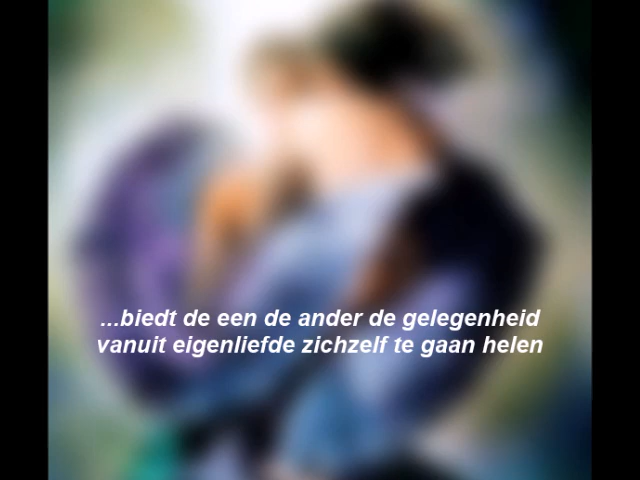 ...biedt de een de ander de gelegenheid
vanuit eigenliefde zichzelf te gaan helen